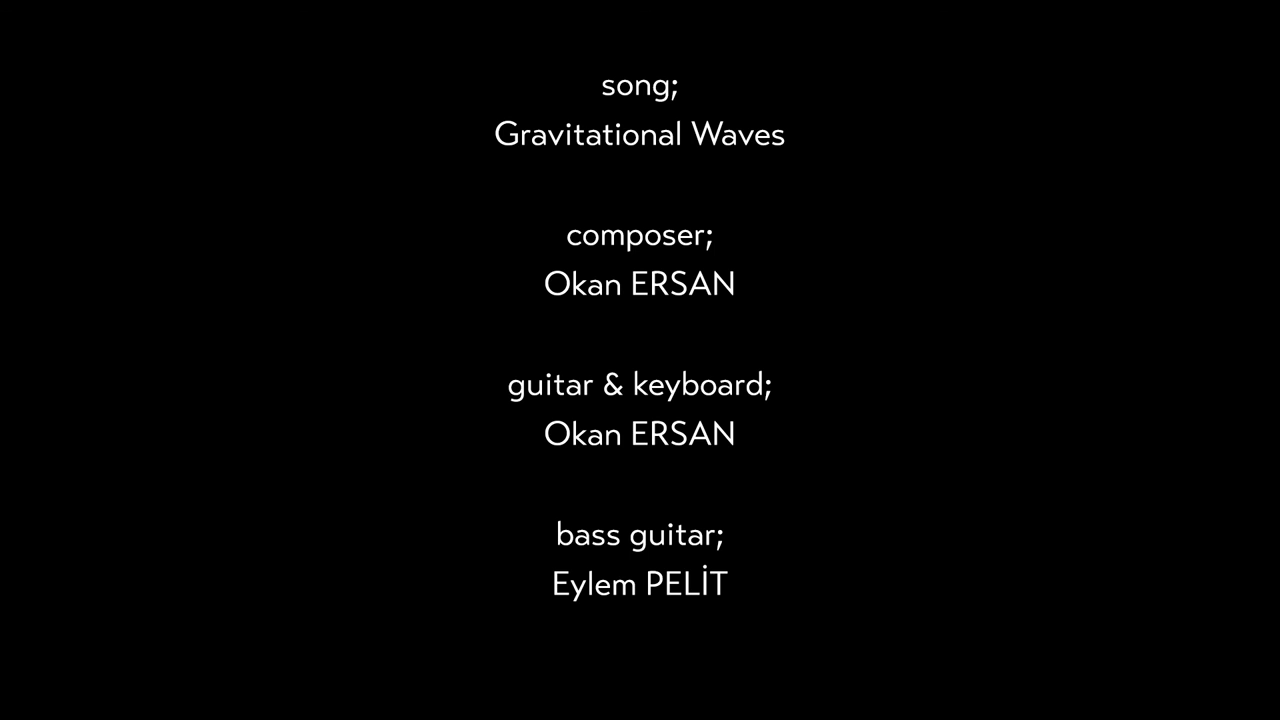 song;
Gravitational Waves
composer;
Okan ERSAN
guitar & keyboard;
Okan ERSAN
bass guitar;
Eylem PELİT